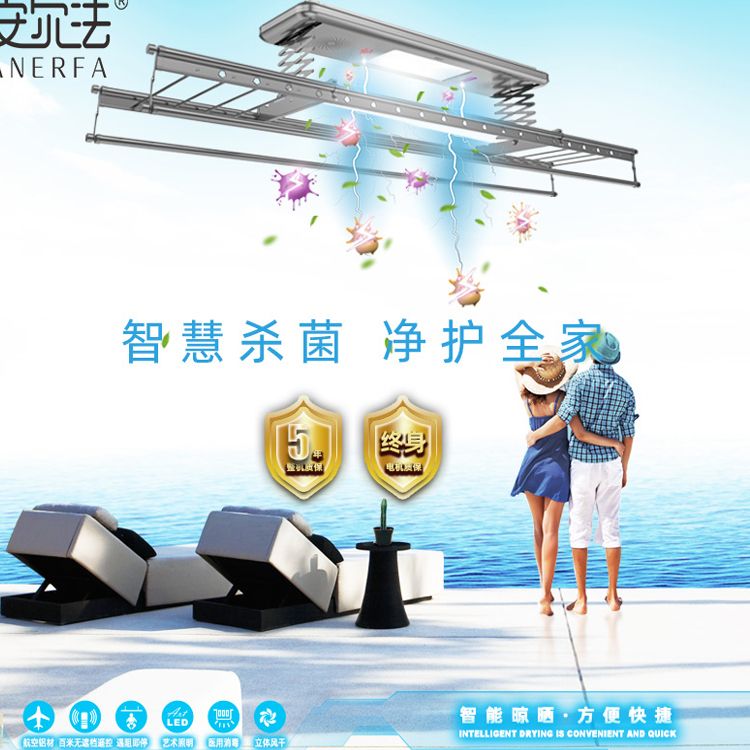 安尔法®
ANERFA
智慧杀菌 净护全家
5年
整机质保
终身
电机质保
Art
LED
航空铝材 百米无遮档遥控 遇阻即停 艺术照明 医用消毒 立体风干
智能晾晒·方便快捷
INTELLIGENT DRYING IS CONVENIENT AND QUICK